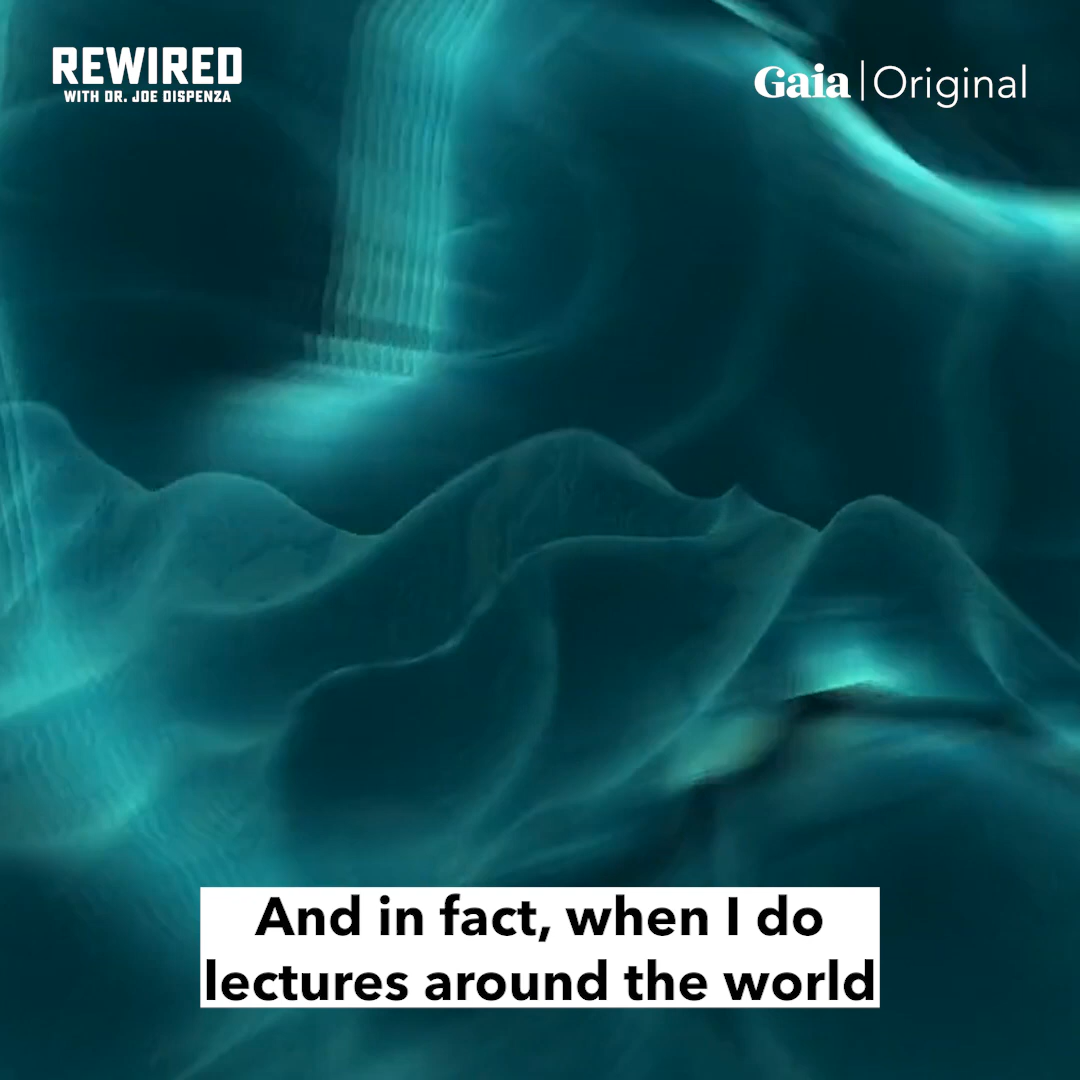 REWIRED
WITH DR. JOE DISPENZA
Gaia | Original
And in fact, when I do
lectures around the world